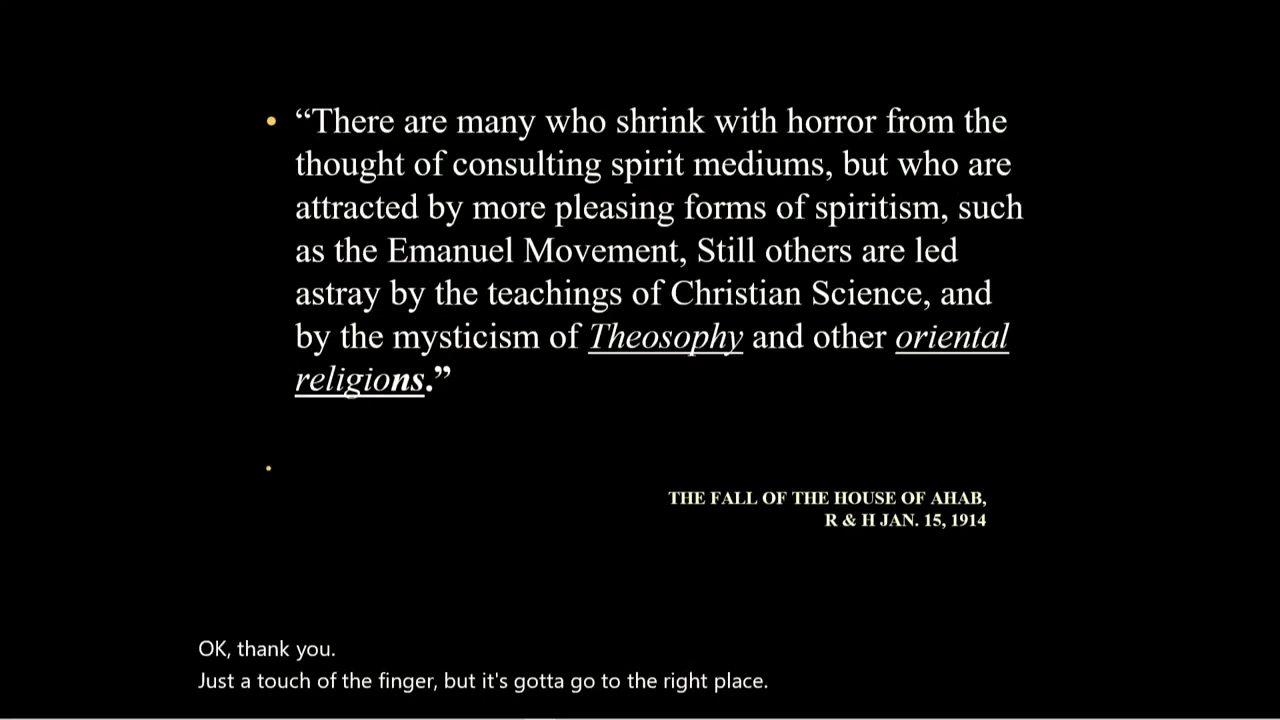 • “There are many who shrink with horror from the
thought of consulting spirit mediums, but who are
attracted by more pleasing forms of spiritism, such
as the Emanuel Movement, Still others are led
astray by the teachings of Christian Science, and
by the mysticism of Theosophy and other oriental
religions.”
•
THE FALL OF THE HOUSE OF AHAB,
R & H JAN. 15, 1914
OK, thank you.
Just a touch of the finger, but it's gotta go to the right place.